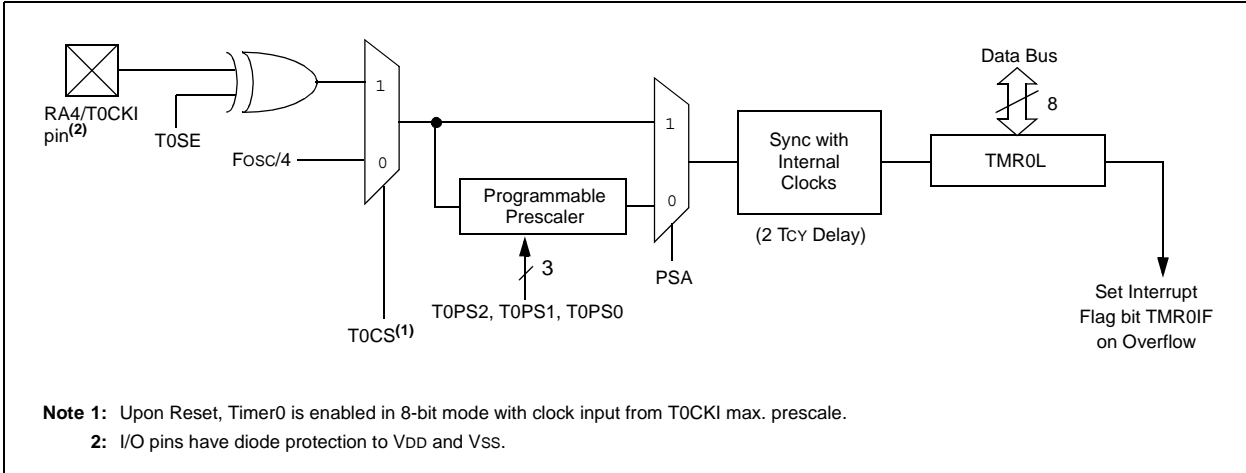 RA4/T0CKI
pin(2)
T0SE
FOSC/4
1
0
T0CS(1)
Programmable
Prescaler
3
T0PS2, T0PS1, T0PS0
1
0
PSA
Sync with
Internal
Clocks
(2 TCY Delay)
Data Bus
8
TMR0L
Set Interrupt
Flag bit TMR0IF
on Overflow
Note 1: Upon Reset, Timer0 is enabled in 8-bit mode with clock input from T0CKI max. prescale.
2: I/O pins have diode protection to VDD and VSS.